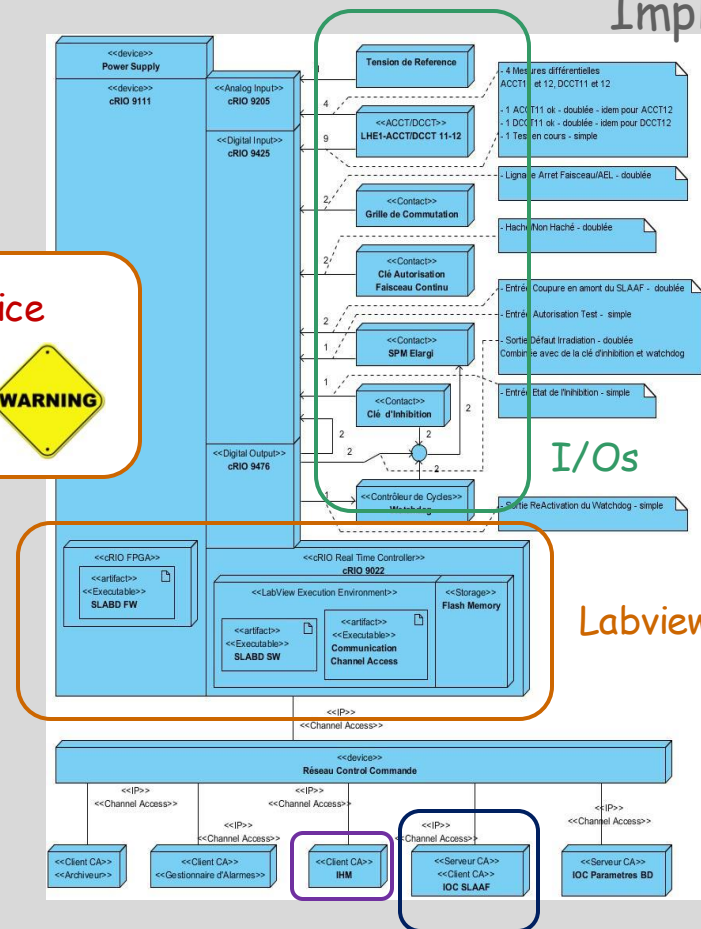 Impl
<<device>>
Power Supply
<<device>>
cRIO 9111
<<Analog Input>>
cRIO 9205
<<Digital Input>>
cRIO 9425
<<Digital Output>>
cRIO 9476
Tension de Reference
<<ACCT/DCCT>>
LHE1-ACCT/DCCT 11-12
<<Contact>>
Grille de Commutation
<<Contact>>
Clé Autorisation
Faisceau Continu
<<Contact>>
SPM Elargi
<<Contact>>
Clé d'Inhibition
<<Contrôleur de Cycles>>
Watchdog
1
4
9
2
2
2
1
1
2
2
2
2
2
1
- 4 Mesures différentielles
ACCT11 et 12, DCCT11 et 12
- 1 ACCT11 ok - doublée - idem pour ACCT12
- 1 DCCT11 ok - doublée - idem pour DCCT12
- 1 Test en cours - simple
- Lignage Arret Faisceau/AEL - doublée
- Haché/Non Haché - doublée
- Entrée Coupure en amont du SLAAF - doublée
- Entrée Autorisation Test - simple
- Sortie Défaut Irradiation - doublée
Combinée avec de la clé d'inhibition et watchdog
- Entrée Etat de l'Inihibition - simple
- Sortie ReActivation du Watchdog - simple
ice
WARNING
I/Os
Labview
<<cRIO FPGA>>
<<artifact>>
<<Executable>>
SLABD FW
<<cRIO Real Time Controller>>
cRIO 9022
<<LabView Execution Environment>>
<<artifact>>
<<Executable>>
SLABD SW
<<artifact>>
<<Executable>>
Communication
Channel Access
<<Storage>>
Flash Memory
<<IP>>
<<Channel Access>>
<<device>>
Réseau Control Commande
<<IP>>
<<Channel Access>>
<<IP>>
<<Channel Access>>
<<IP>>
<<Channel Access>>
<<IP>>
<<Channel Access>>
<<IP>>
<<Channel Access>>
<<Client CA>>
<<Archiveur>>
<<Client CA>>
<<Gestionnaire d'Alarmes>>
<<Client CA>>
IHM
<<Serveur CA>>
<<Client CA>>
IOC SLAAF
<<Serveur CA>>
IOC Parametres BD